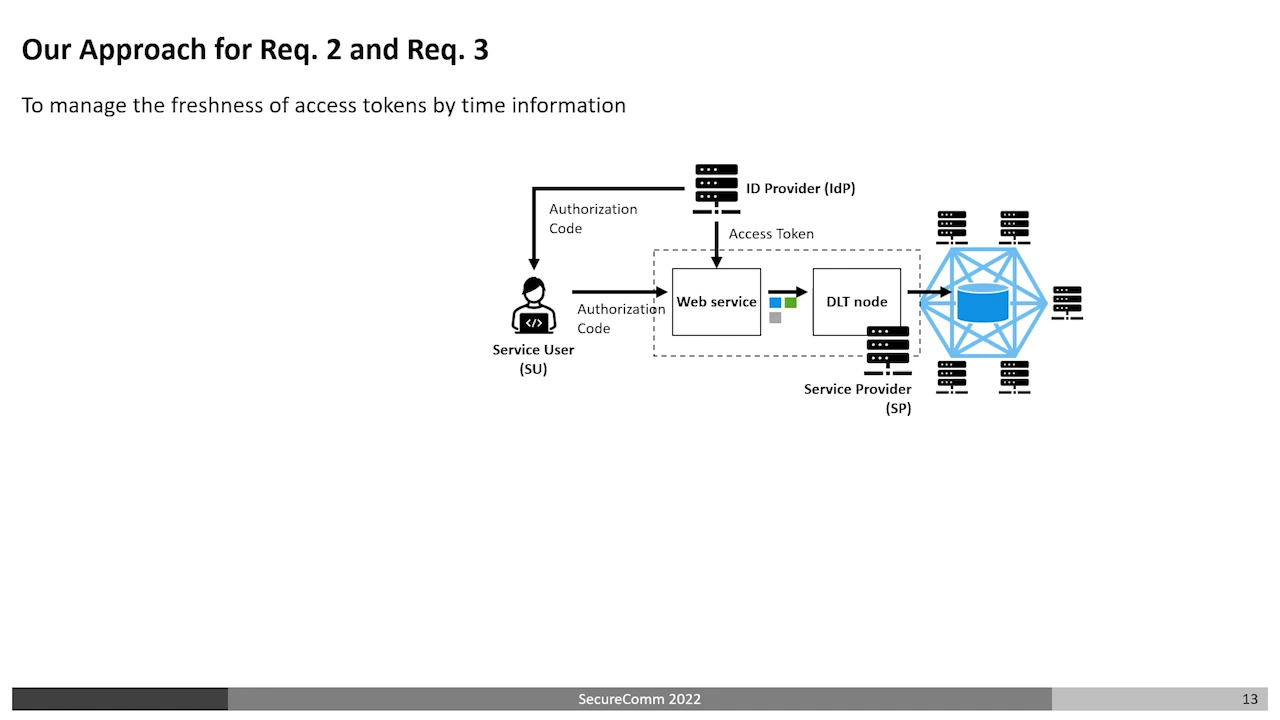 Our Approach for Req. 2 and Req. 3
To manage the freshness of access tokens by time information
ID Provider (IdP)
Authorization
Code
Access Token
Web service
DLT node
Authorization
Code
Service User
(SU)
Service Provider
(SP)
SecureComm 2022
13